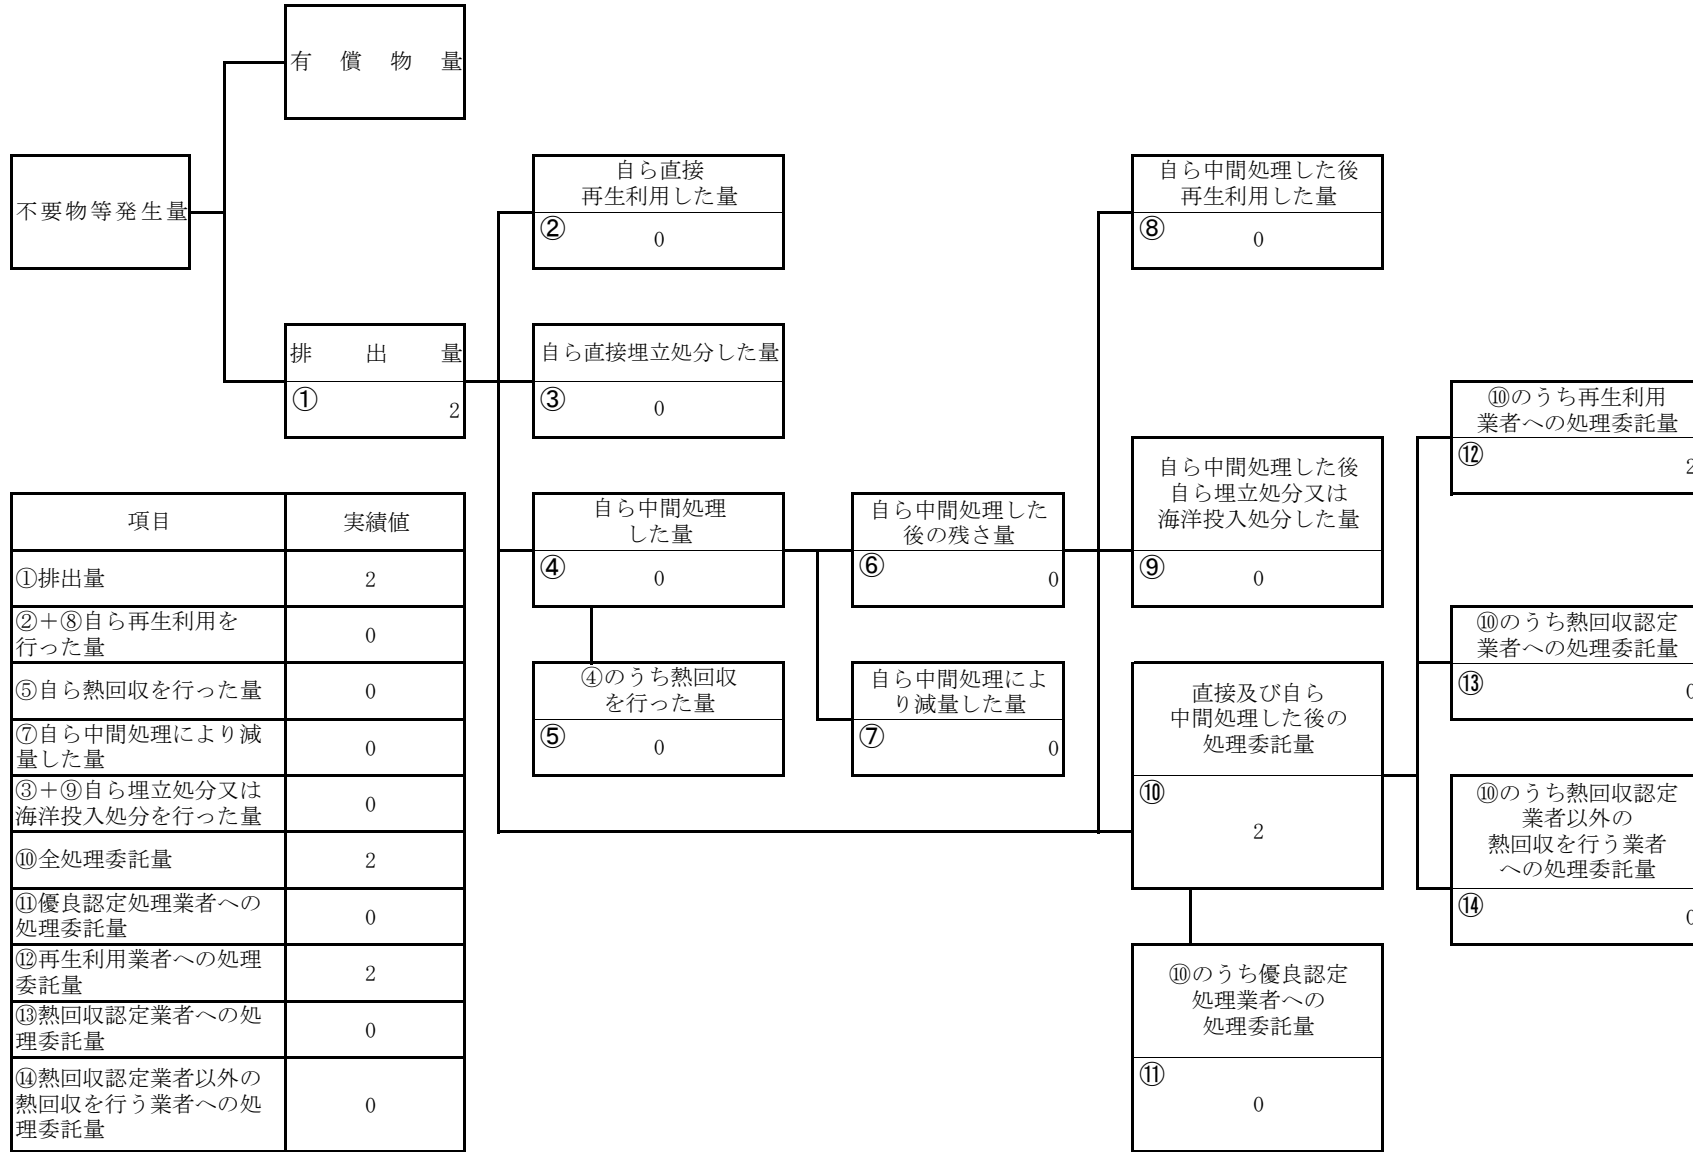 有償物量
不要物等発生量
排出量
①
2
自ら直接
再生利用した量
②
0
自ら直接埋立処分した量
③
0
自ら中間処理
した量
④
0
④のうち熱回収
を行った量
⑤
0
自ら中間処理した
後の残さ量
⑥
0
自ら中間処理によ
り減量した量
⑦
0
自ら中間処理した後
再生利用した量
⑧
0
自ら中間処理した後
自ら埋立処分又は
海洋投入処分した量
⑨
0
直接及び自ら
中間処理した後の
処理委託量
⑩
2
⑩のうち優良認定
処理業者への
処理委託量
⑪
0
⑩のうち再生利用
業者への処理委託量
⑫
2
⑩のうち熱回収認定
業者への処理委託量
⑬
0
⑩のうち熱回収認定
業者以外の
熱回収を行う業者
への処理委託量
⑭
0
項目 実績値
①排出量 2
②＋⑧自ら再生利用を
行った量 0
⑤自ら熱回収を行った量 0
⑦自ら中間処理により減
量した量 0
③＋⑨自ら埋立処分又は
海洋投入処分を行った量 0
⑩全処理委託量 2
⑪優良認定処理業者への
処理委託量 0
⑫再生利用業者への処理
委託量 2
⑬熱回収認定業者への処
理委託量 0
⑭熱回収認定業者以外の
熱回収を行う業者への処
理委託量 0